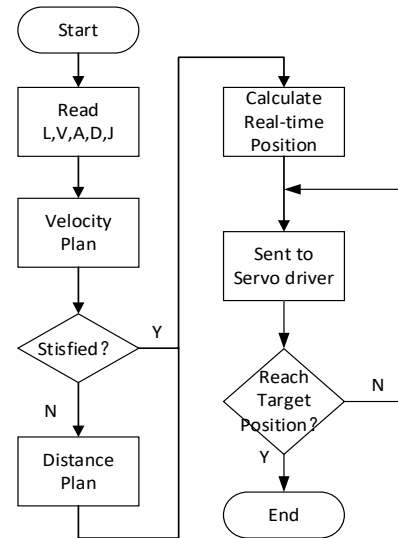 Start
Read
L,V,A,D,J
Velocity
Plan
Stisfied?
Y
N
Distance
Plan
Calculate
Real-time
Position
Sent to
Servo driver
Reach
Target
Position?
N
Y
End